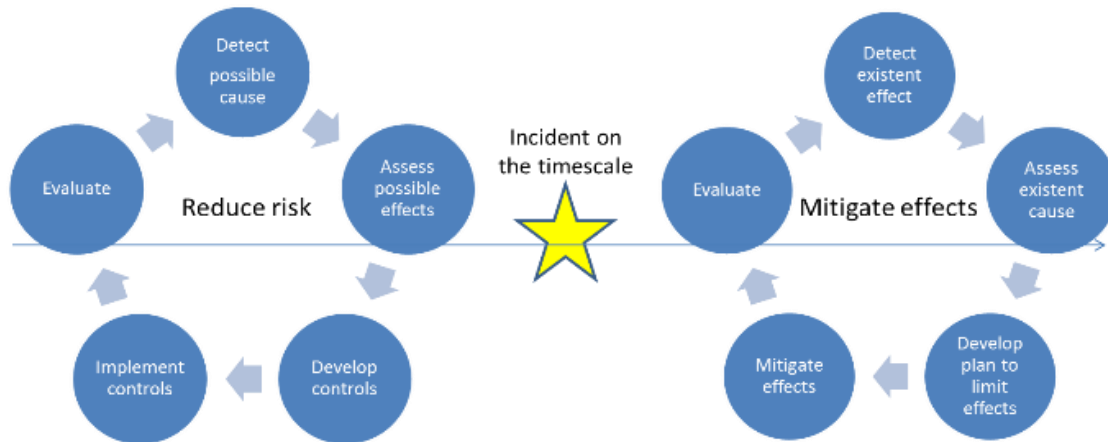 Detect
possible
cause
Assess
possible
effects
Develop
controls
Implement
controls
Evaluate
Reduce risk
Incident on
the timescale
Detect
existent
effect
Assess
existent
cause
Develop
plan to
limit
effects
Mitigate
effects
Evaluate
Mitigate effects